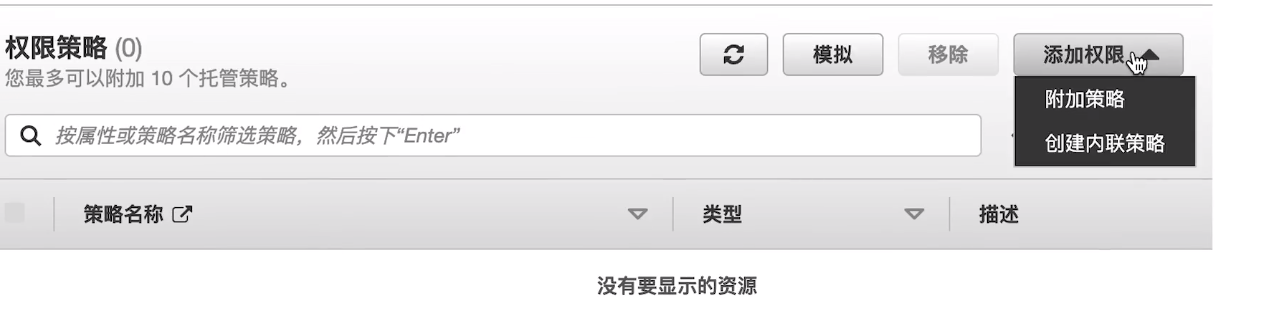 权限策略 (0)
您最多可以附加 10 个托管策略。
模拟 移除 添加权限
附加策略
创建内联策略
按属性或策略名称筛选策略，然后按下“Enter”
策略名称 类型 描述
没有要显示的资源